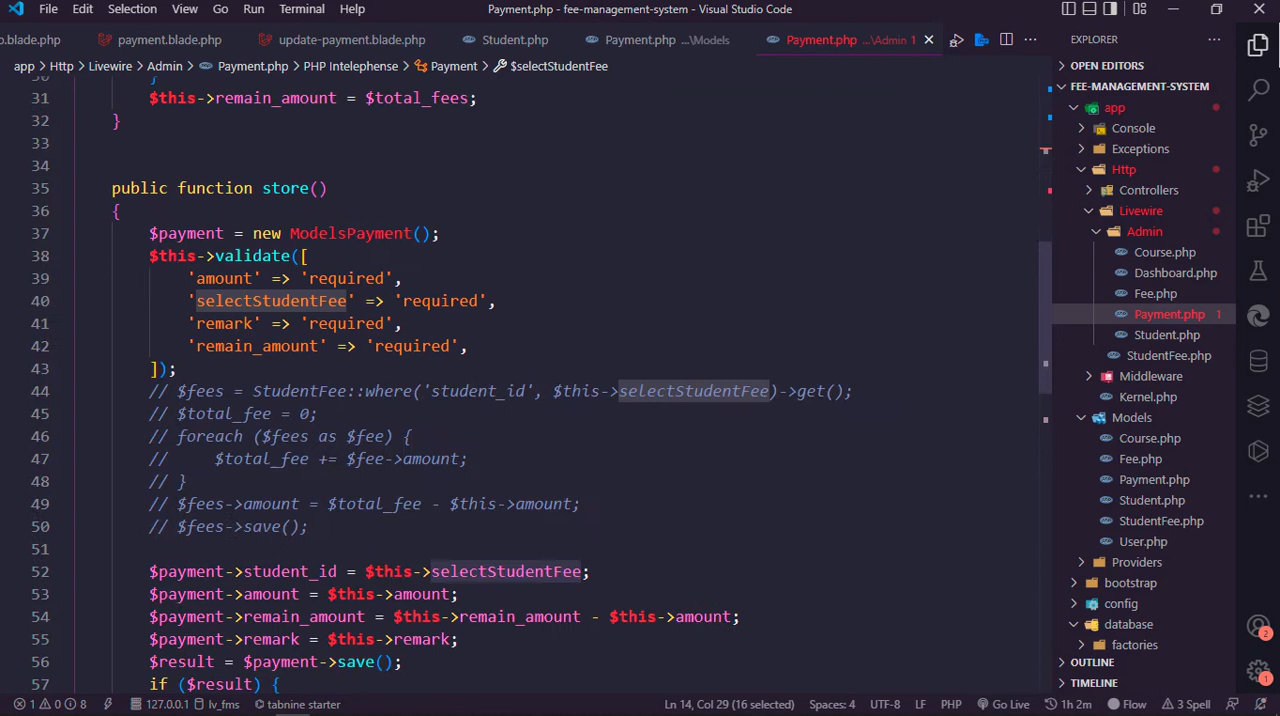 File Edit Selection View Go Run Terminal Help
Payment.php - fee-management-system - Visual Studio Code
o.blade.php payment.blade.php update-payment.blade.php Student.php Payment.php ...\Models Payment.php ...\Admin 1
app > Http > Livewire > Admin > Payment.php > PHP Intelephense > Payment > $selectStudentFee
30 }
31 $this->remain_amount = $total_fees;
32 }
33
34
35 public function store()
36 {
37 $payment = new ModelsPayment();
38 $this->validate([
39 'amount' => 'required',
40 'selectStudentFee' => 'required',
41 'remark' => 'required',
42 'remain_amount' => 'required',
43 ]);
44 // $fees = StudentFee::where('student_id', $this->selectStudentFee)->get();
45 // $total_fee = 0;
46 // foreach ($fees as $fee) {
47 // $total_fee += $fee->amount;
48 // }
49 // $fees->amount = $total_fee - $this->amount;
50 // $fees->save();
51
52 $payment->student_id = $this->selectStudentFee;
53 $payment->amount = $this->amount;
54 $payment->remain_amount = $this->remain_amount - $this->amount;
55 $payment->remark = $this->remark;
56 $result = $payment->save();
57 if ($result) {
EXPLORER
OPEN EDITORS
FEE-MANAGEMENT-SYSTEM
app
Console
Exceptions
Http
Controllers
Livewire
Admin
Course.php
Dashboard.php
Fee.php
Payment.php 1
Student.php
StudentFee.php
Middleware
Kernel.php
Models
Course.php
Fee.php
Payment.php
Student.php
StudentFee.php
User.php
Providers
bootstrap
config
database
factories
OUTLINE
TIMELINE
2
1
1 0 8 127.0.0.1 lv_fms tabnine starter Ln 14, Col 29 (16 selected) Spaces: 4 UTF-8 LF PHP Go Live 1h 2m Flow 3 Spell